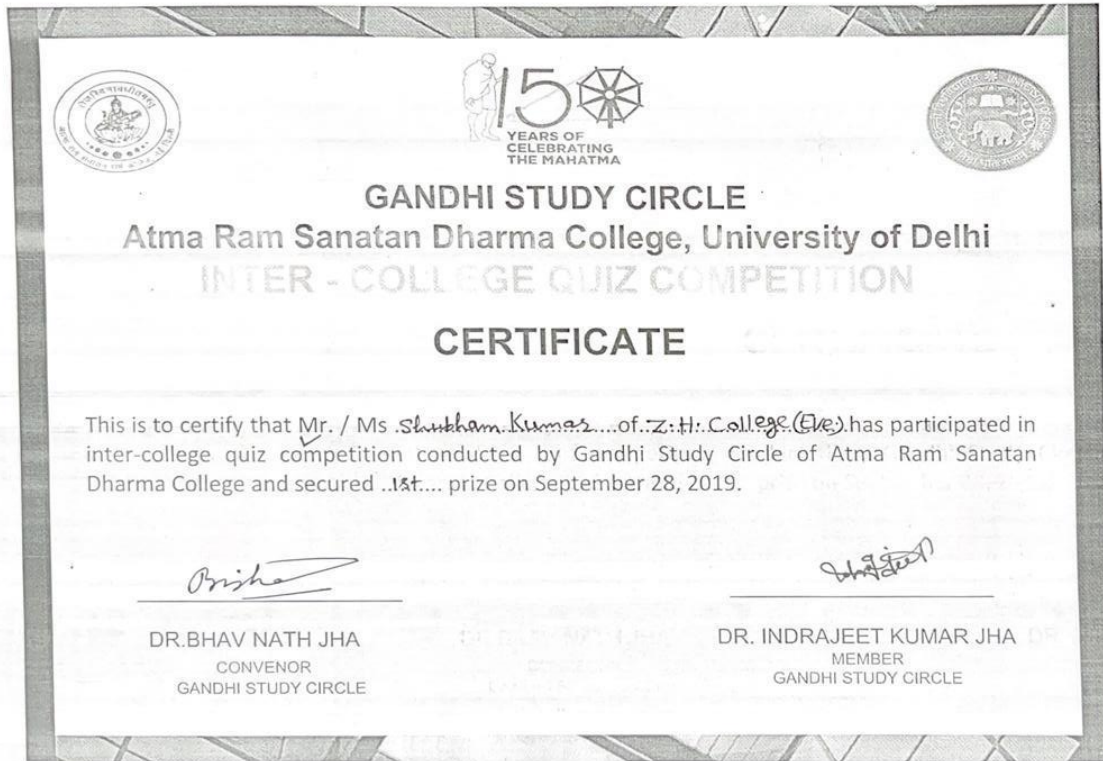 150
YEARS OF
CELEBRATING
THE MAHATMA
GANDHI STUDY CIRCLE
Atma Ram Sanatan Dharma College, University of Delhi
INTER - COLLEGE QUIZ COMPETITION
CERTIFICATE
This is to certify that Mr. / Ms Shubham Kumar....of..Z.H. College (Eve.) has participated in
inter-college quiz competition conducted by Gandhi Study Circle of Atma Ram Sanatan
Dharma College and secured ..1st.... prize on September 28, 2019.
DR.BHAV NATH JHA
CONVENOR
GANDHI STUDY CIRCLE
DR. INDRAJEET KUMAR JHA
MEMBER
GANDHI STUDY CIRCLE